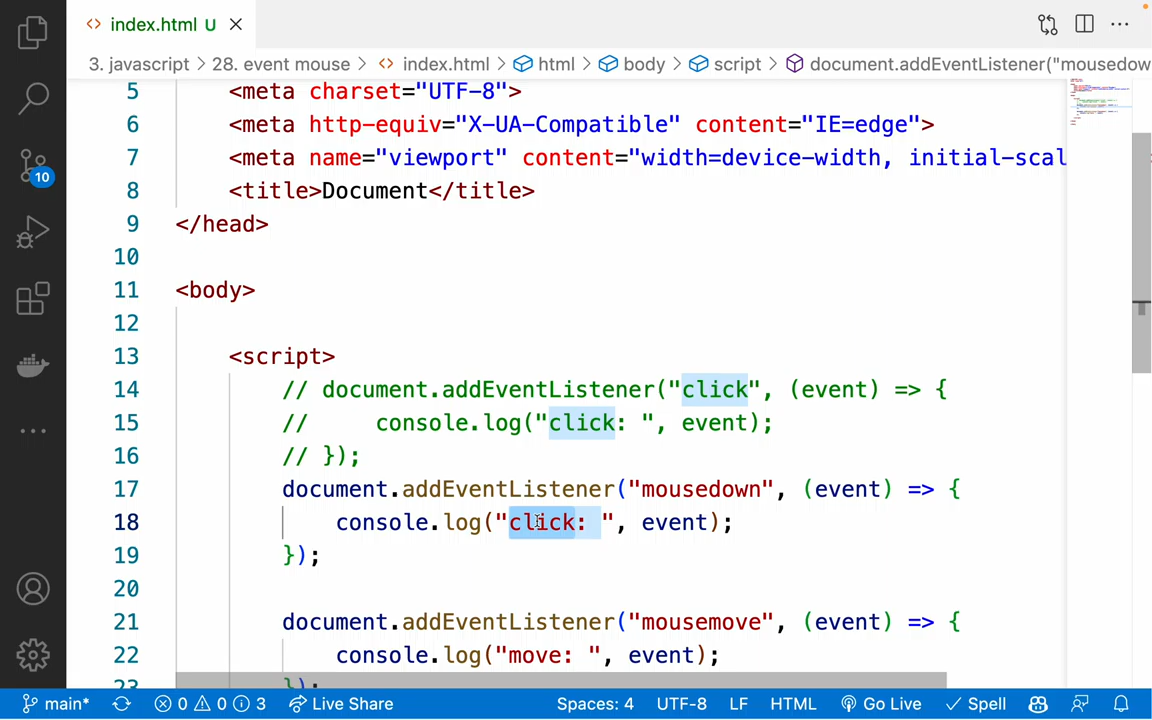 index.html U
3. javascript > 28. event mouse > index.html > html > body > script > document.addEventListener("mousedow
5 <meta charset="UTF-8">
6 <meta http-equiv="X-UA-Compatible" content="IE=edge">
7 <meta name="viewport" content="width=device-width, initial-scal
8 <title>Document</title>
9 </head>
10
11 <body>
12
13 <script>
14 // document.addEventListener("click", (event) => {
15 // console.log("click: ", event);
16 // });
17 document.addEventListener("mousedown", (event) => {
18 console.log("click: ", event);
19 });
20
21 document.addEventListener("mousemove", (event) => {
22 console.log("move: ", event);
23 });
10
main* 0 0 3 Live Share Spaces: 4 UTF-8 LF HTML Go Live Spell